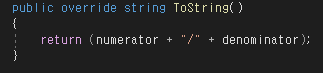 public override string ToString()
{
    return (numerator + "/" + denominator);
}